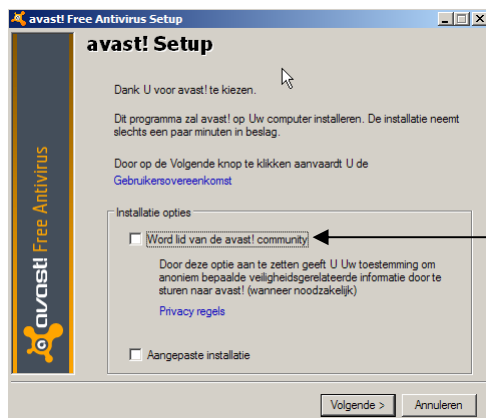 avast! Free Antivirus Setup
avast! Setup
Dank U voor avast! te kiezen.
Dit programma zal avast! op Uw computer installeren. De installatie neemt
slechts een paar minuten in beslag.
Door op de Volgende knop te klikken aanvaardt U de
Gebruikersovereenkomst
Installatie opties
Word lid van de avast! community
Door deze optie aan te zetten geeft U Uw toestemming om
anoniem bepaalde veiligheidsgerelateerde informatie door te
sturen naar avast! (wanneer noodzakelijk)
Privacy regels
Aangepaste installatie
Volgende >
Annuleren
avast! Free Antivirus